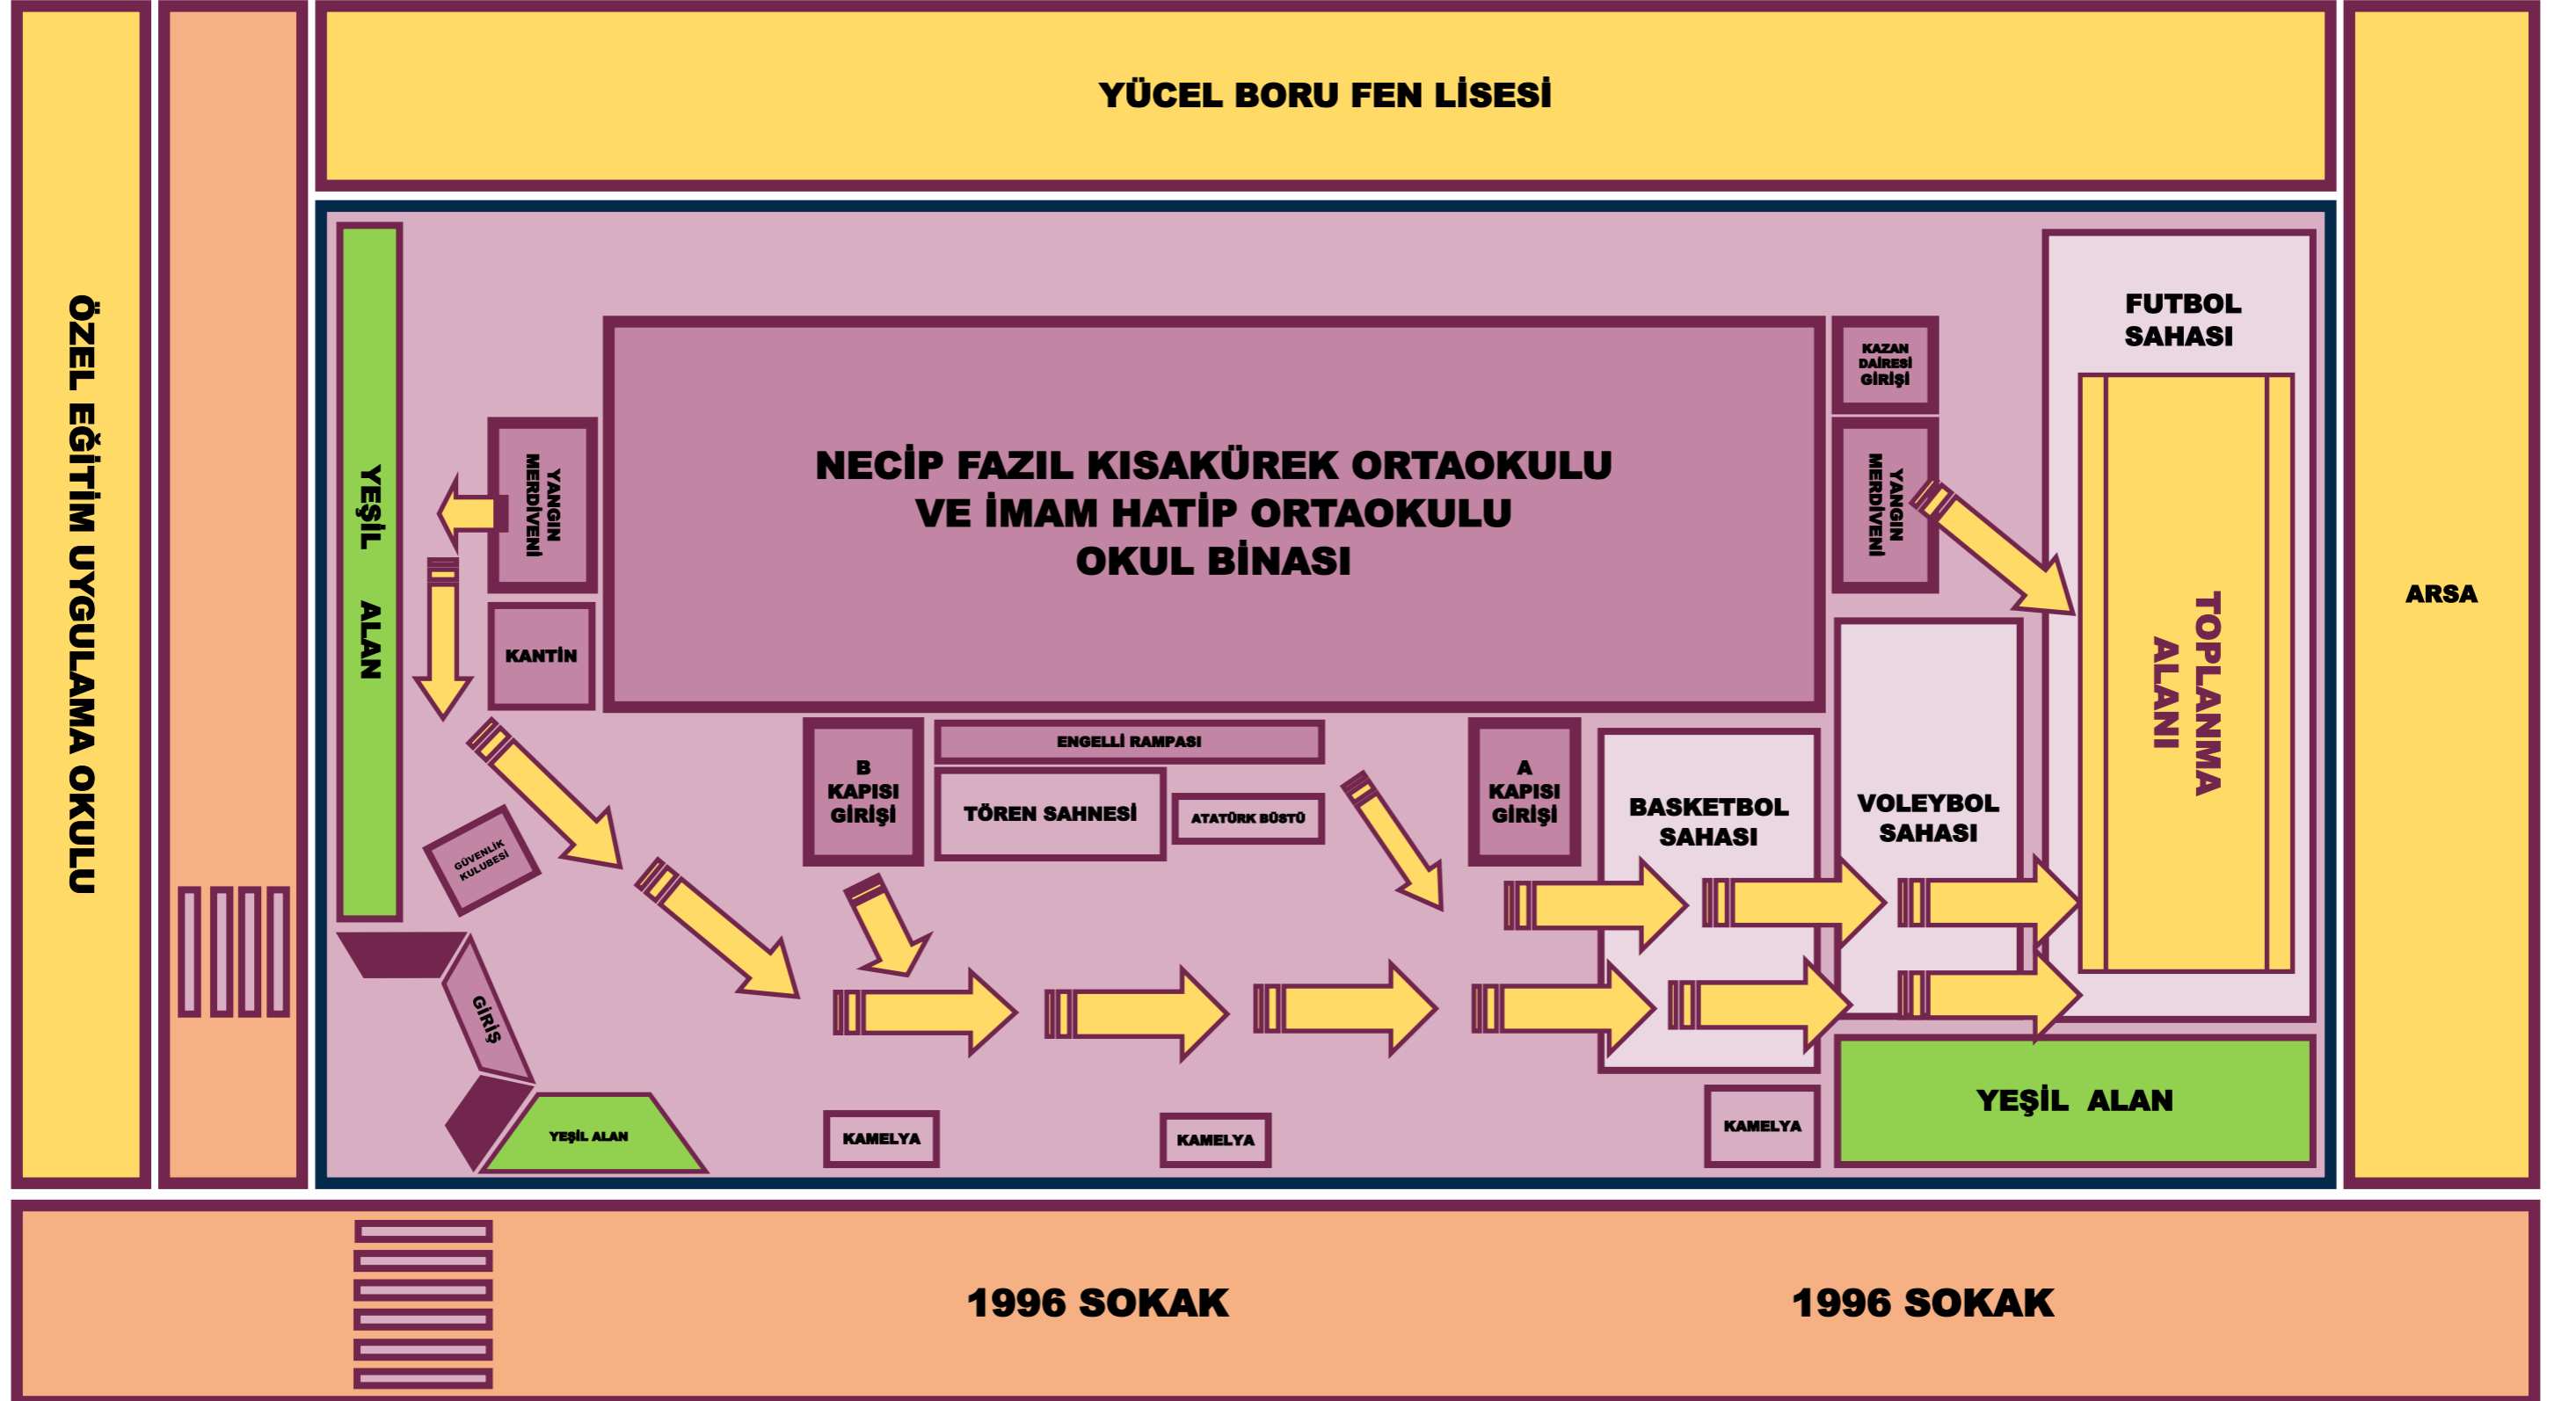 YÜCEL BORU FEN LİSESİ
ÖZEL EĞİTİM UYGULAMA OKULU
YEŞİL ALAN
YANGIN
MERDİVENİ
KANTİN
NECİP FAZIL KISAKÜREK ORTAOKULU
VE İMAM HATİP ORTAOKULU
OKUL BİNASI
KAZAN
DAİRESİ
GİRİŞİ
YANGIN
MERDİVENİ
FUTBOL
SAHASI
TOPLANMA
ALANI
ARSA
GÜVENLİK
KULUBESİ
GİRİŞ
B
KAPISI
GİRİŞİ
ENGELLİ RAMPASI
TÖREN SAHNESİ
ATATÜRK BÜSTÜ
A
KAPISI
GİRİŞİ
BASKETBOL
SAHASI
VOLEYBOL
SAHASI
YEŞİL ALAN
KAMELYA
KAMELYA
KAMELYA
YEŞİL ALAN
1996 SOKAK
1996 SOKAK